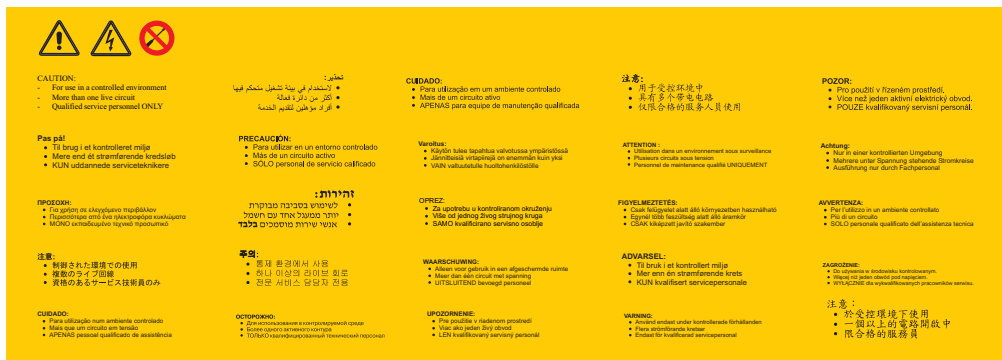 CAUTION:
- For use in a controlled environment
- More than one live circuit
- Qualified service personnel ONLY
تحذير:
• لاستخدام في بيئة تشغيل متحكم فيها
• أكثر من دائرة فعالة
• أفراد مؤهلين لتقديم الخدمة
CUIDADO:
• Para utilização em um ambiente controlado
• Mais de um circuito ativo
• APENAS para equipe de manutenção qualificada
注意:
• 用于受控环境中
• 具有多个带电电路
• 仅限合格的服务人员使用
POZOR:
• Pro použití v řízeném prostředí.
• Více než jeden aktivní elektrický obvod.
• POUZE kvalifikovaný servisní personál.
Pas på!
• Til brug i et kontrolleret miljø
• Mere end ét strømførende kredsløb
• KUN uddannede serviceteknikere
PRECAUCIÓN:
• Para utilizar en un entorno controlado
• Más de un circuito activo
• SÓLO personal de servicio calificado
Varoitus:
• Käytön tulee tapahtua valvotussa ympäristössä
• Jännitteisiä virtapiirejä on enemmän kuin yksi
• VAIN valtuutetulle huoltohenkilöstölle
ATTENTION :
• Utilisation dans un environnement sous surveillance
• Plusieurs circuits sous tension
• Personnel de maintenance qualifié UNIQUEMENT
Achtung:
• Nur in einer kontrollierten Umgebung
• Mehrere unter Spannung stehende Stromkreise
• Ausführung nur durch Fachpersonal
ΠΡΟΣΟΧΗ:
• Για χρήση σε ελεγχόμενο περιβάλλον
• Περισσότερα από ένα ηλεκτροφόρα κυκλώματα
• ΜΟΝΟ εκπαιδευμένο τεχνικό προσωπικό
זהירות:
• לשימוש בסביבה מבוקרת
• יותר ממעגל אחד עם חשמל
• אנשי שירות מוסמכים בלבד
OPREZ:
• Za upotrebu u kontroliranom okruženju
• Više od jednog živog strujnog kruga
• SAMO kvalificirano servisno osoblje
FIGYELMEZTETÉS:
• Csak felügyelet alatt álló környezetben használható
• Egynél több feszültség alatt álló áramkör
• CSAK kiképzett javító szakember
AVVERTENZA:
• Per l'utilizzo in un ambiente controllato
• Più di un circuito
• SOLO personale qualificato dell'assistenza tecnica
注意:
• 制御された環境での使用
• 複数のライブ回線
• 資格のあるサービス技術員のみ
주의:
• 통제 환경에서 사용
• 하나 이상의 라이브 회로
• 전문 서비스 담당자 전용
WAARSCHUWING:
• Alleen voor gebruik in een afgeschermde ruimte
• Meer dan één circuit met spanning
• UITSLUITEND bevoegd personeel
ADVARSEL:
• Til bruk i et kontrollert miljø
• Mer enn én strømførende krets
• KUN kvalifisert servicepersonale
ZAGROŻENIE:
• Do używania w środowisku kontrolowanym.
• Więcej niż jeden obwód pod napięciem.
• WYŁĄCZNIE dla wykwalifikowanych pracowników serwisu.
CUIDADO:
• Para utilização num ambiente controlado
• Mais que um circuito em tensão
• APENAS pessoal qualificado de assistência
ОСТОРОЖНО:
• Для использования в контролируемой среде
• Более одного активного контура
• ТОЛЬКО квалифицированный технический персонал
UPOZORNENIE:
• Pre použitie v riadenom prostredí
• Viac ako jeden živý obvod
• LEN kvalifikovaný servisný personál
VARNING:
• Använd endast under kontrollerade förhållanden
• Flera strömförande kretsar
• Endast för kvalificerad servicepersonal
注意：
• 於受控環境下使用
• 一個以上的電路開啟中
• 限合格的服務員